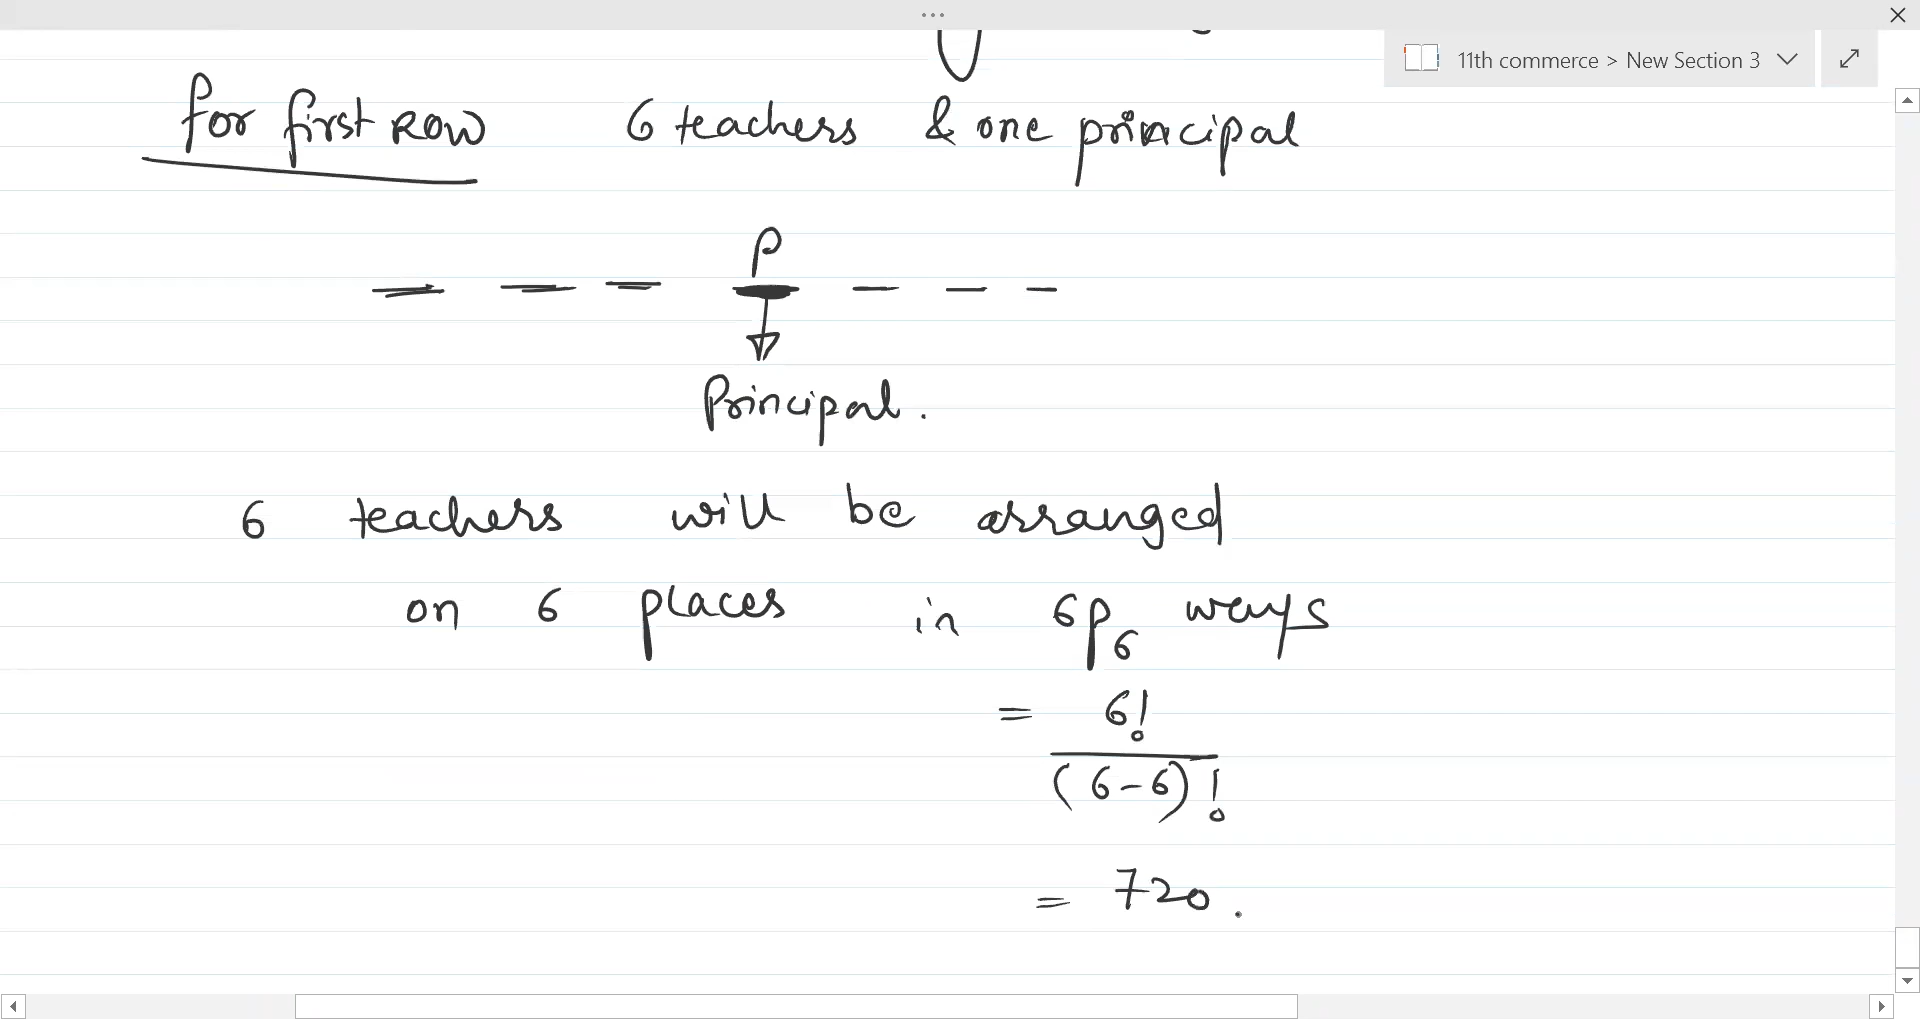 11th commerce > New Section 3
for first Row 6 teachers & one principal
P
Principal.
6 teachers will be arranged
on 6 places in 6P6 ways
= 6!
(6-6)!
= 720.